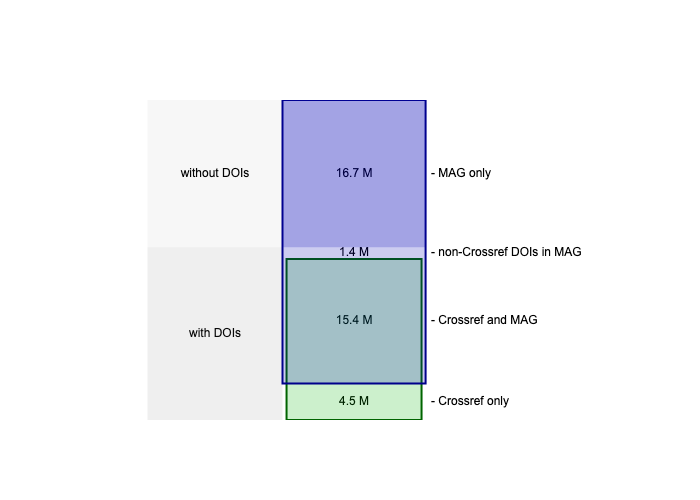 without DOIs
16.7 M
- MAG only
1.4 M
- non-Crossref DOIs in MAG
with DOIs
15.4 M
- Crossref and MAG
4.5 M
- Crossref only